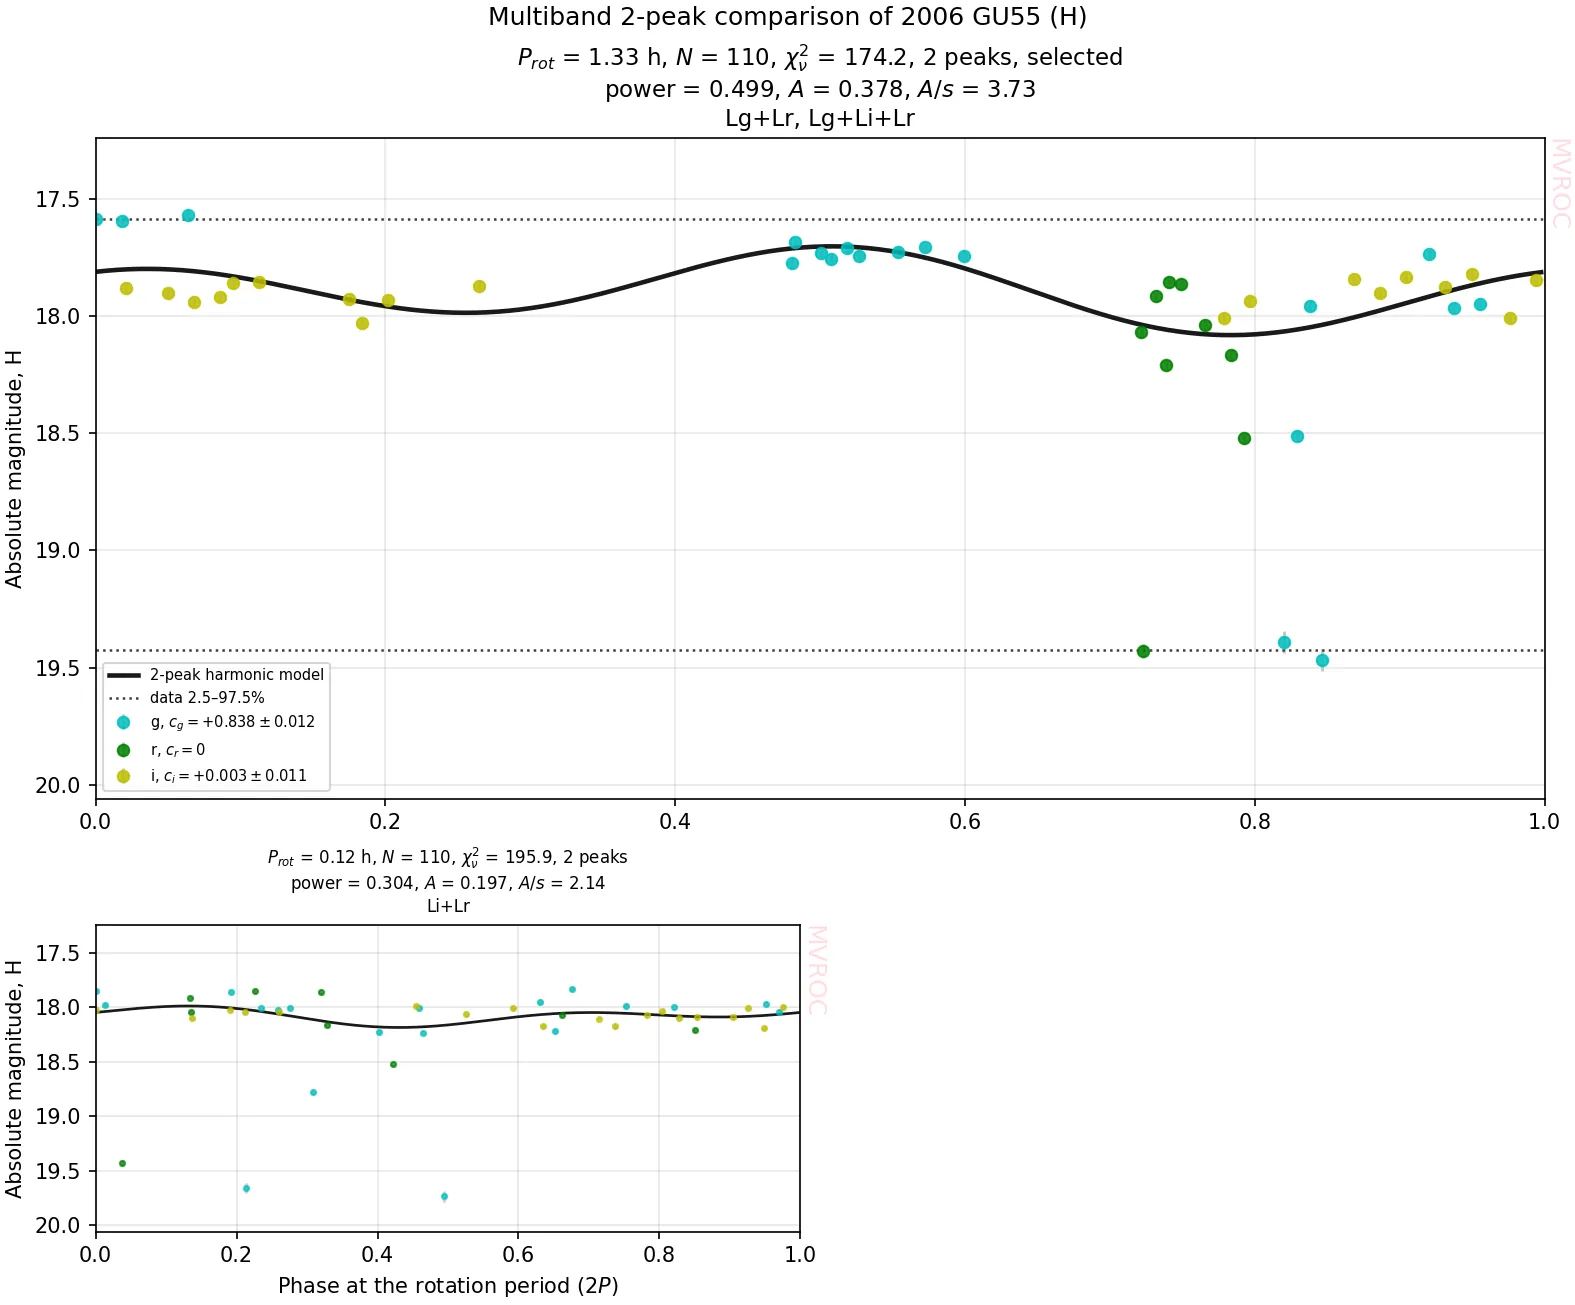 Multiband 2-peak comparison of 2006 GU55 (H)
P_rot = 1.33 h, N = 110, χ²_ν = 174.2, 2 peaks, selected
power = 0.499, A = 0.378, A/s = 3.73
Lg+Lr, Lg+Li+Lr
MVROC
Absolute magnitude, H
17.5
18.0
18.5
19.0
19.5
20.0
2-peak harmonic model
data 2.5–97.5%
g, c_g = +0.838 ± 0.012
r, c_r = 0
i, c_i = +0.003 ± 0.011
0.0 0.2 0.4 0.6 0.8 1.0
P_rot = 0.12 h, N = 110, χ²_ν = 195.9, 2 peaks
power = 0.304, A = 0.197, A/s = 2.14
Li+Lr
MVROC
Absolute magnitude, H
17.5
18.0
18.5
19.0
19.5
20.0
0.0 0.2 0.4 0.6 0.8 1.0
Phase at the rotation period (2P)